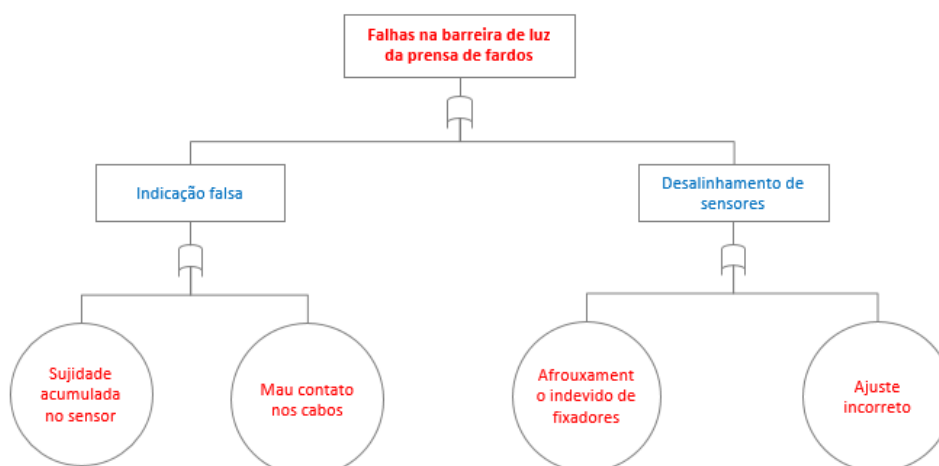 Falhas na barreira de luz
da prensa de fardos
Indicação falsa
Desalinhamento de
sensores
Sujidade
acumulada
no sensor
Mau contato
nos cabos
Afrouxament
o indevido de
fixadores
Ajuste
incorreto